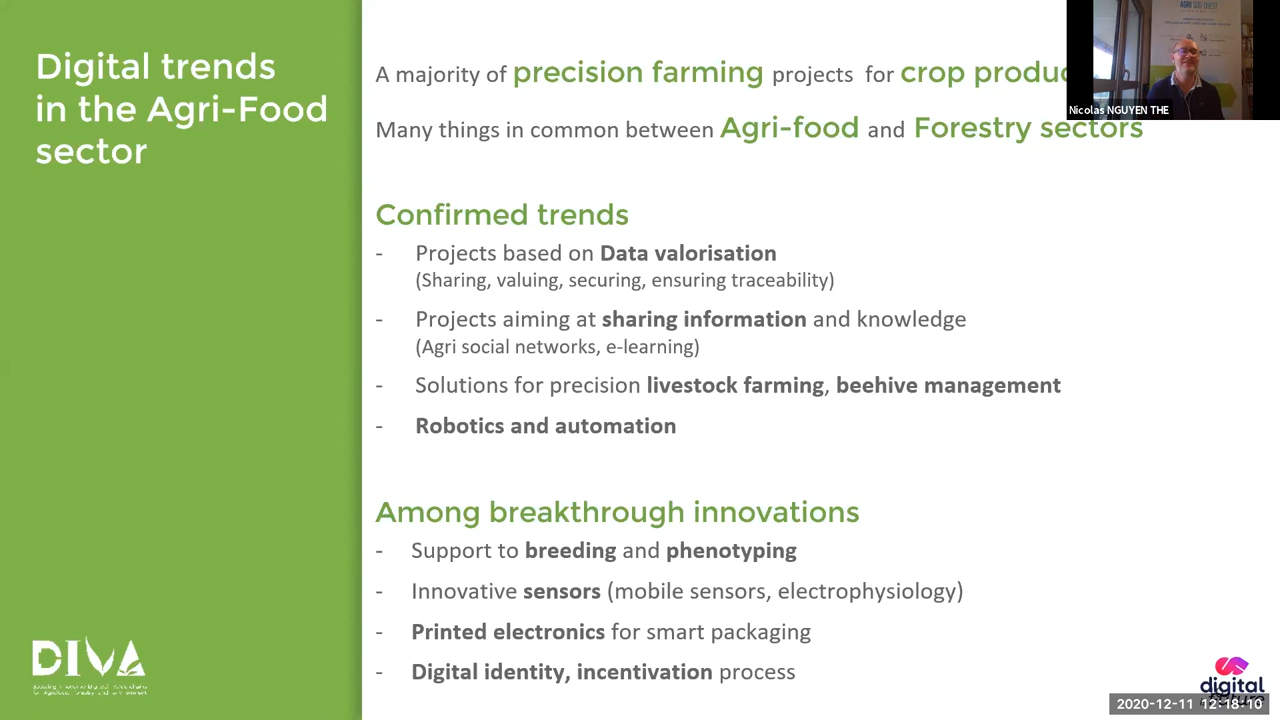 Digital trends
in the Agri-Food
sector
A majority of precision farming projects for crop
Many things in common between Agri-food and Forestry sectors
Confirmed trends
- Projects based on Data valorisation
(Sharing, valuing, securing, ensuring traceability)
- Projects aiming at sharing information and knowledge
(Agri social networks, e-learning)
- Solutions for precision livestock farming, beehive management
- Robotics and automation
Among breakthrough innovations
- Support to breeding and phenotyping
- Innovative sensors (mobile sensors, electrophysiology)
- Printed electronics for smart packaging
- Digital identity, incentivation process
AGRI SUD OUEST
Nicolas NGUYEN THE
DIVA
digital
2020-12-11 12:18:10